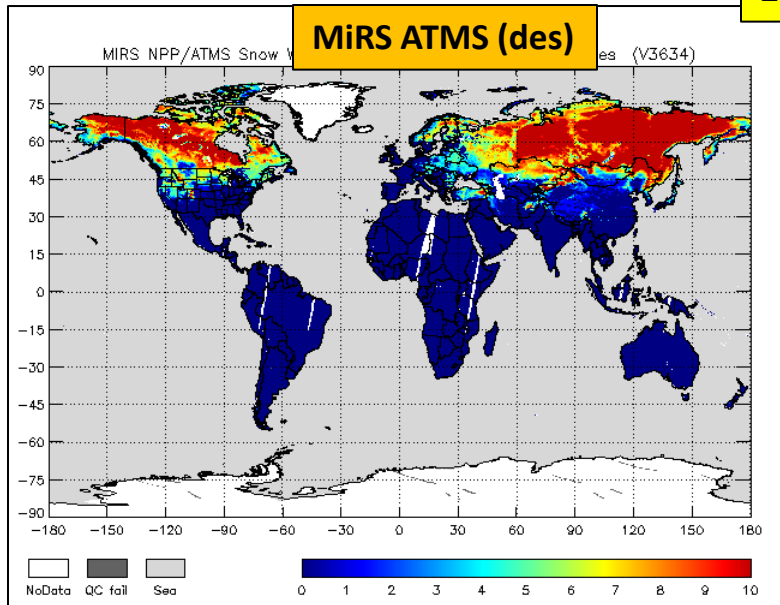 MiRS ATMS (des)
MIRS NPP/ATMS Snow es (V3634)
90
75
60
45
30
15
0
−15
−30
−45
−60
−75
−90
−180 −150 −120 −90 −60 −30 0 30 60 90 120 150 180
NoData QC fail Sea
0 1 2 3 4 5 6 7 8 9 10